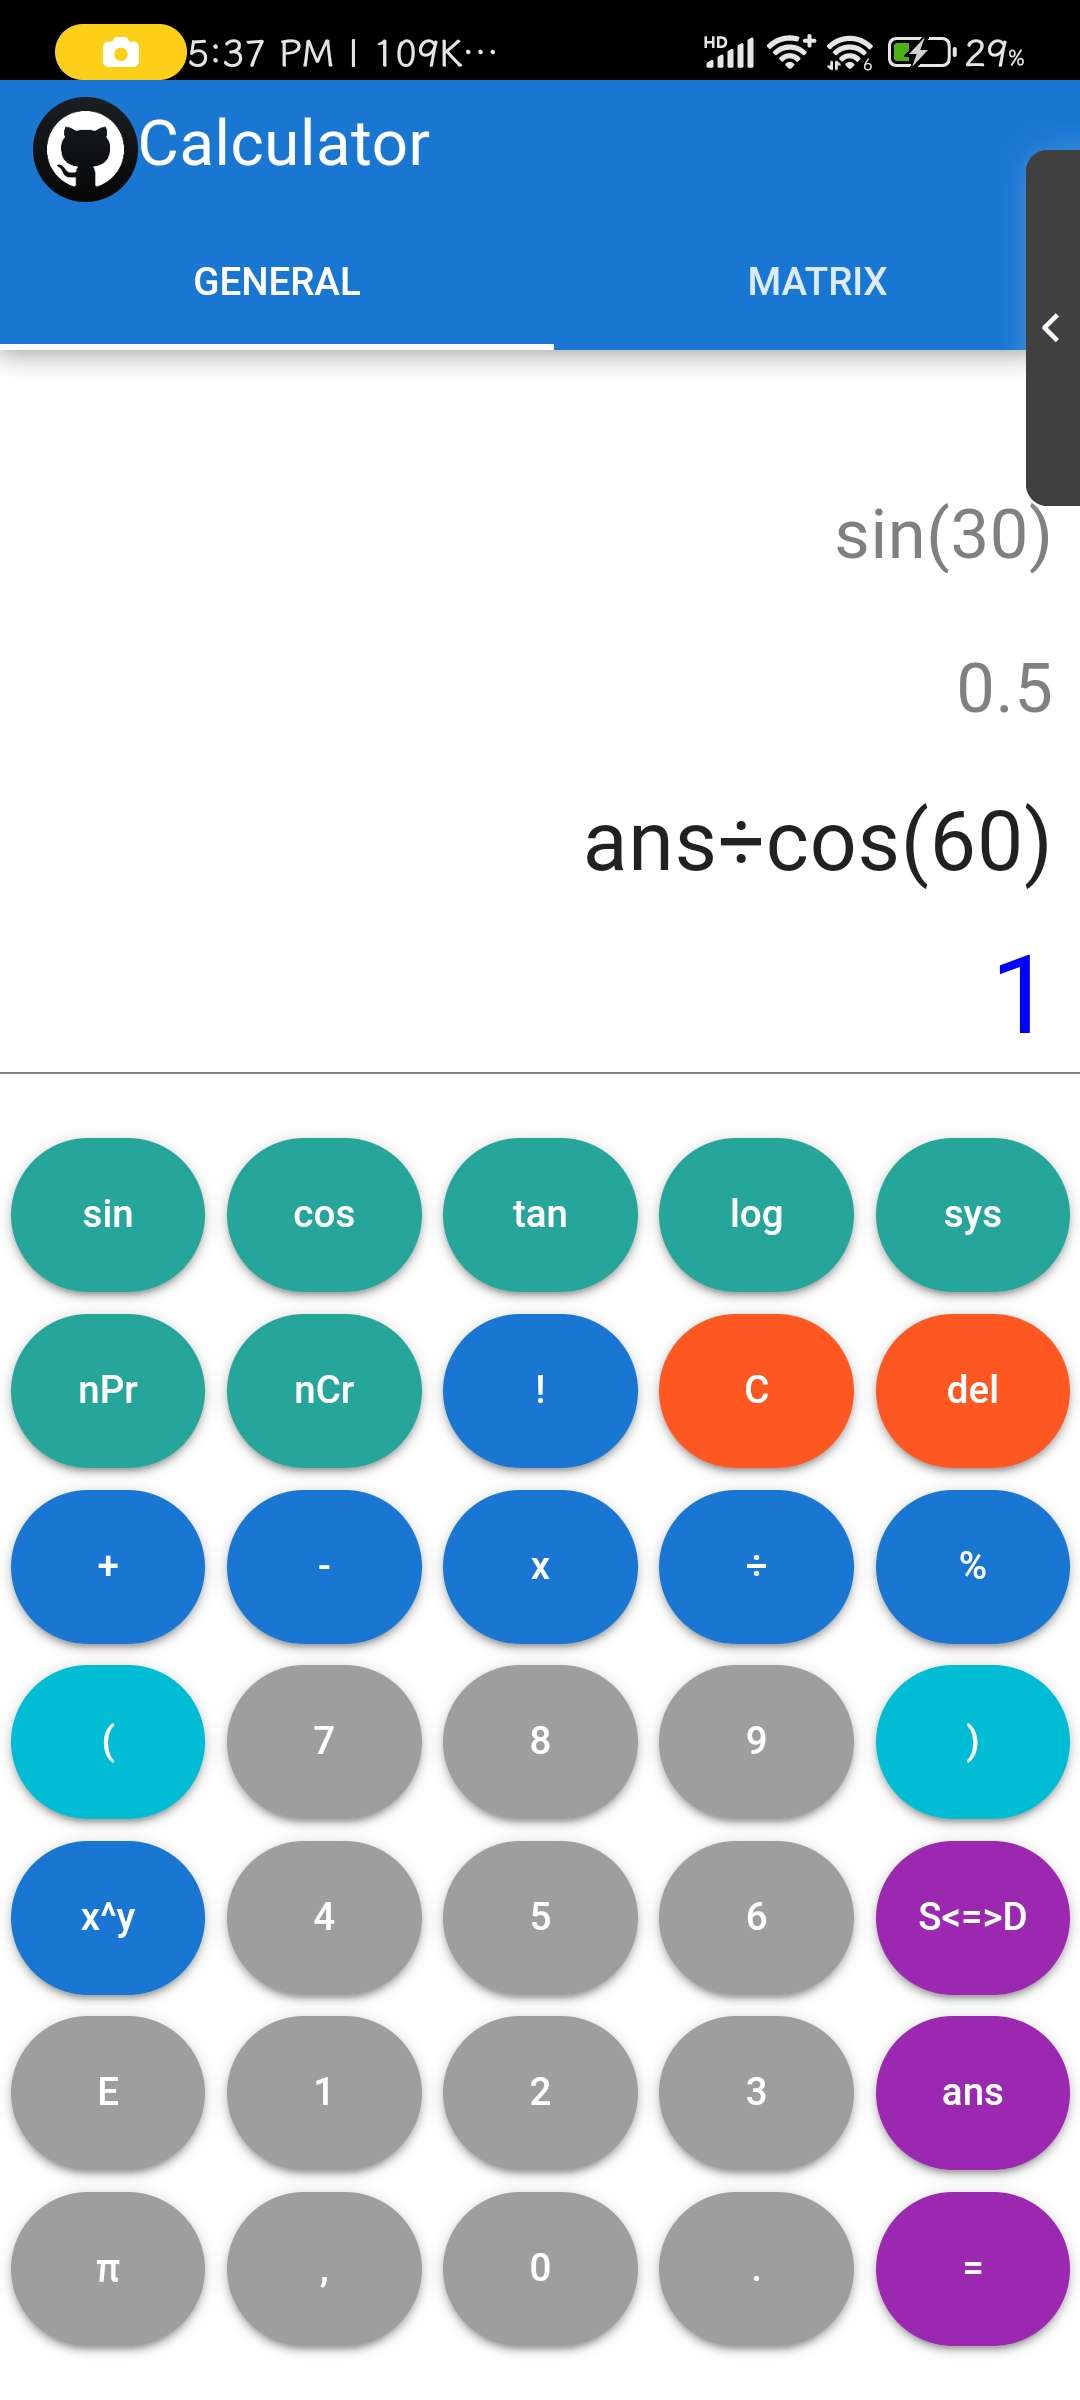 5:37 PM | 109K... HD 6 29%
Calculator
GENERAL MATRIX
sin(30)
0.5
ans÷cos(60)
1
sin cos tan log sys
nPr nCr ! C del
+ - x ÷ %
( 7 8 9 )
x^y 4 5 6 S<=>D
E 1 2 3 ans
π , 0 . =